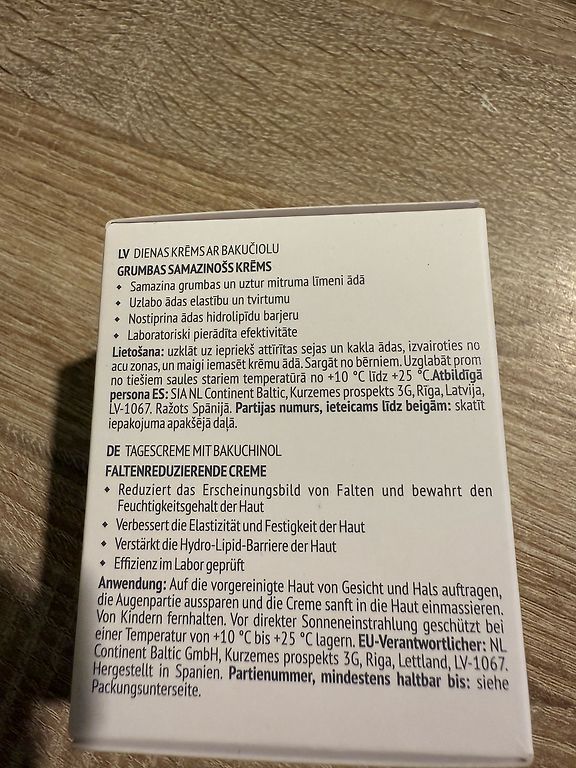 LV DIENAS KRĒMS AR BAKUČIOLU
GRUMBAS SAMAZINOŠS KRĒMS
◆ Samazina grumbas un uztur mitruma līmeni ādā
◆ Uzlabo ādas elastību un tvirtumu
◆ Nostiprina ādas hidrolipīdu barjeru
◆ Laboratoriski pierādīta efektivitāte
Lietošana: uzklāt uz iepriekš attīrītas sejas un kakla ādas, izvairoties no
acu zonas, un maigi iemasēt krēmu ādā. Sargāt no bērniem. Uzglabāt prom
no tiešiem saules stariem temperatūrā no +10 °C līdz +25 °C.Atbildīgā
persona ES: SIA NL Continent Baltic, Kurzemes prospekts 3G, Rīga, Latvija,
LV-1067. Ražots Spānijā. Partijas numurs, ieteicams līdz beigām: skatīt
iepakojuma apakšējā daļā.
DE TAGESCREME MIT BAKUCHINOL
FALTENREDUZIERENDE CREME
◆ Reduziert das Erscheinungsbild von Falten und bewahrt den
Feuchtigkeitsgehalt der Haut
◆ Verbessert die Elastizität und Festigkeit der Haut
◆ Verstärkt die Hydro-Lipid-Barriere der Haut
◆ Effizienz im Labor geprüft
Anwendung: Auf die vorgereinigte Haut von Gesicht und Hals auftragen,
die Augenpartie aussparen und die Creme sanft in die Haut einmassieren.
Von Kindern fernhalten. Vor direkter Sonneneinstrahlung geschützt bei
einer Temperatur von +10 °C bis +25 °C lagern. EU-Verantwortlicher: NL
Continent Baltic GmbH, Kurzemes prospekts 3G, Riga, Lettland, LV-1067.
Hergestellt in Spanien. Partienummer, mindestens haltbar bis: siehe
Packungsunterseite.